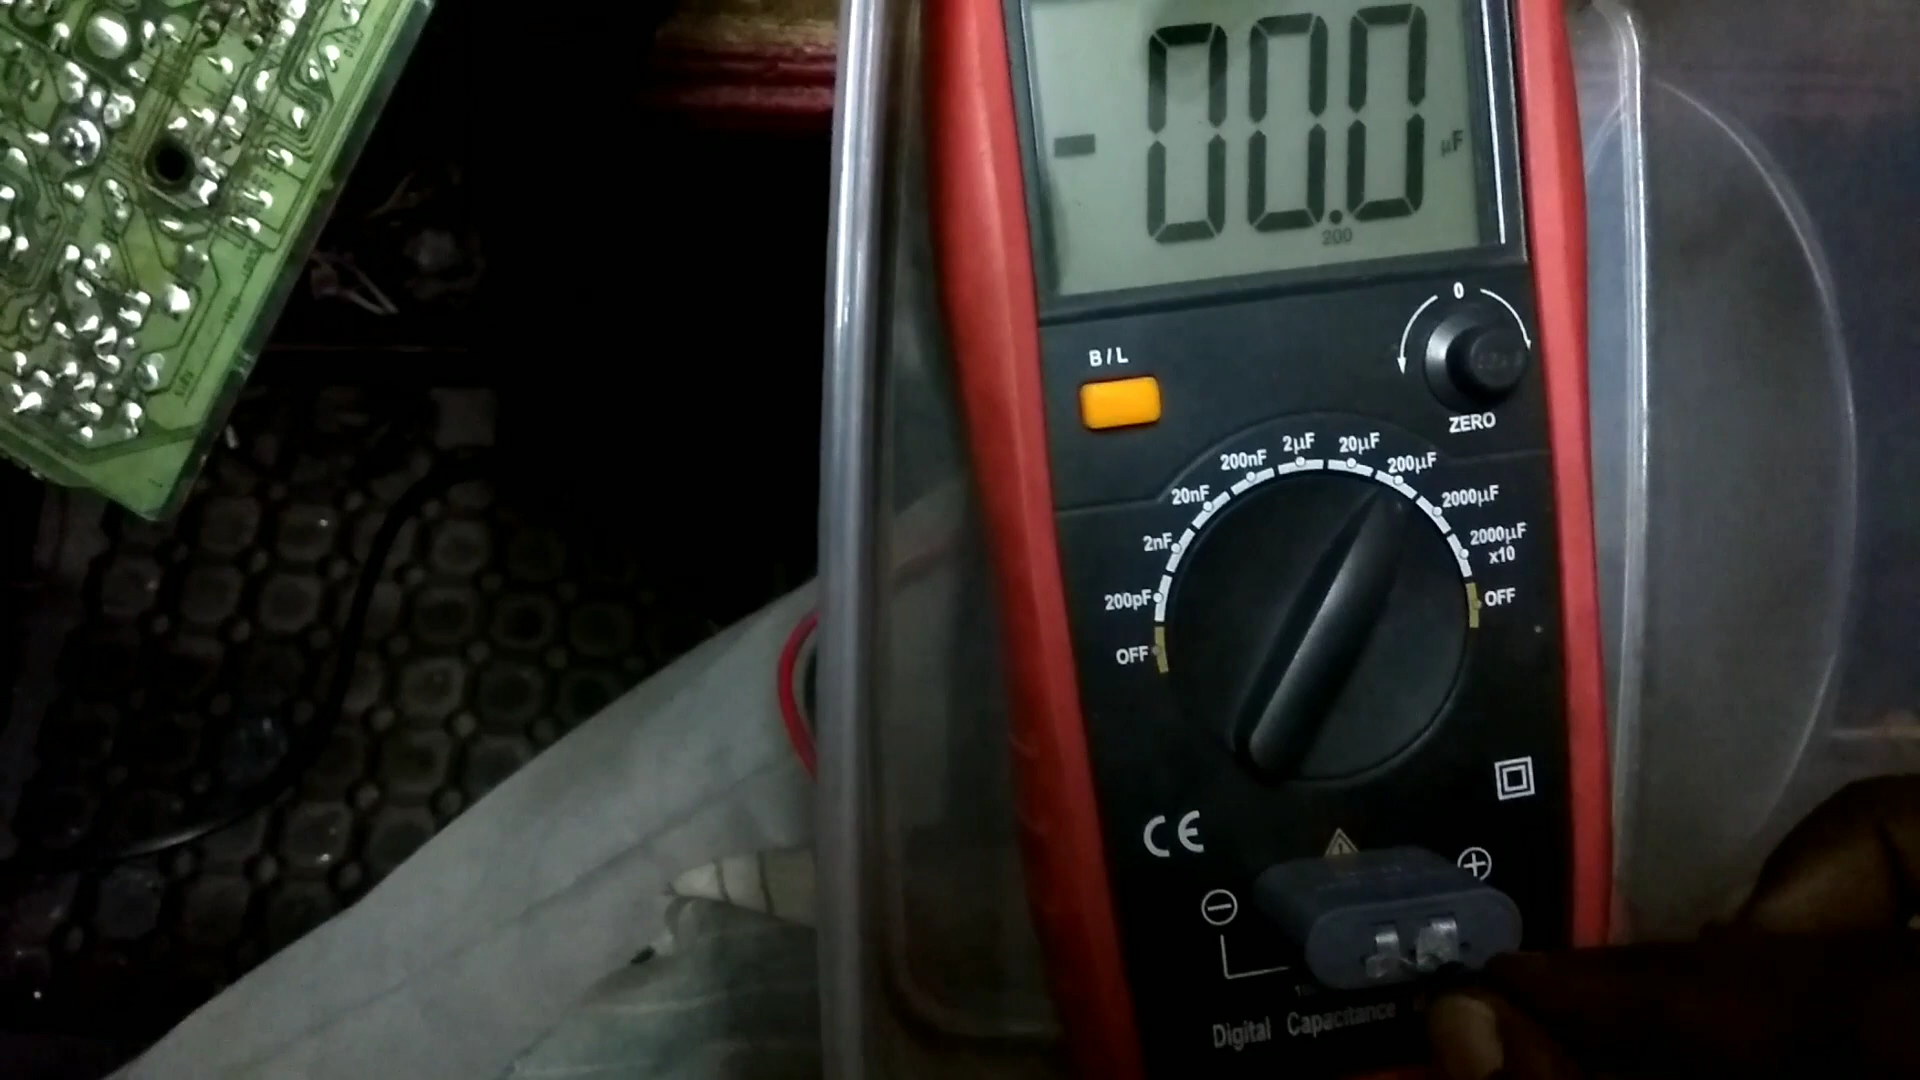 -00.0
µF
200
0
B/L
ZERO
OFF
200pF
2nF
20nF
200nF
2µF
20µF
200µF
2000µF
2000µF
x10
OFF
CE
Digital Capacitance